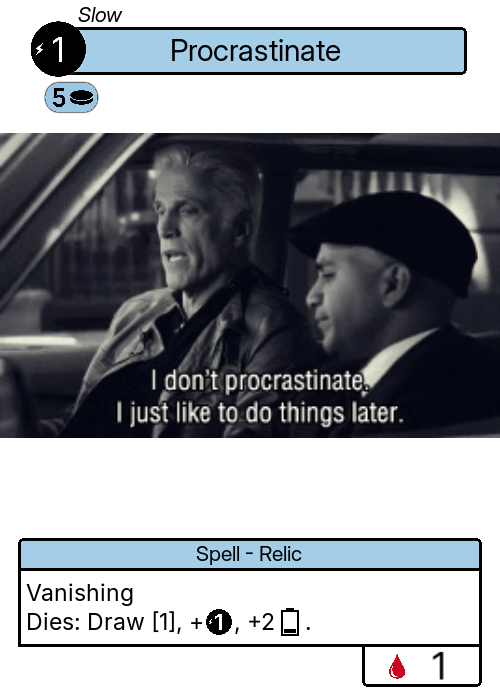 Slow
1 Procrastinate
5
I don't procrastinate,
I just like to do things later.
Spell - Relic
Vanishing
Dies: Draw [1], +1, +2 .
1